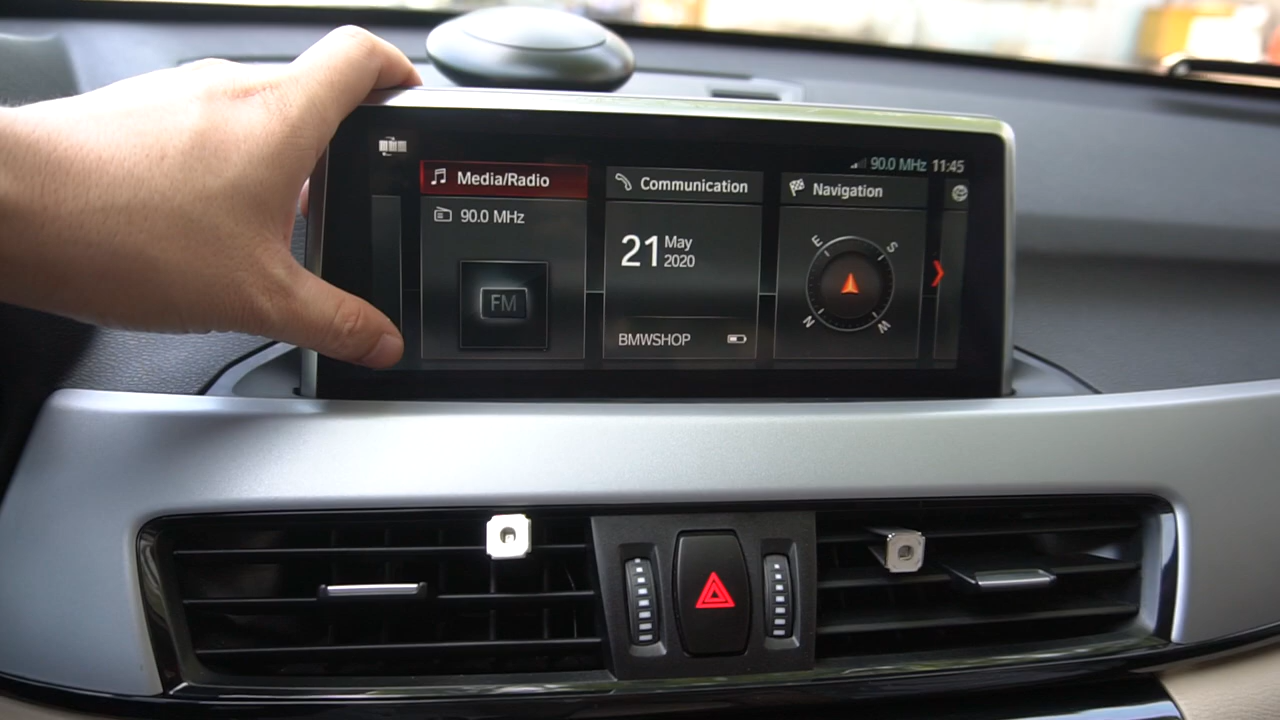 90.0 MHz 11:45
Media/Radio
90.0 MHz
FM
Communication
21 May
2020
BMWSHOP
Navigation
E
S
N
W